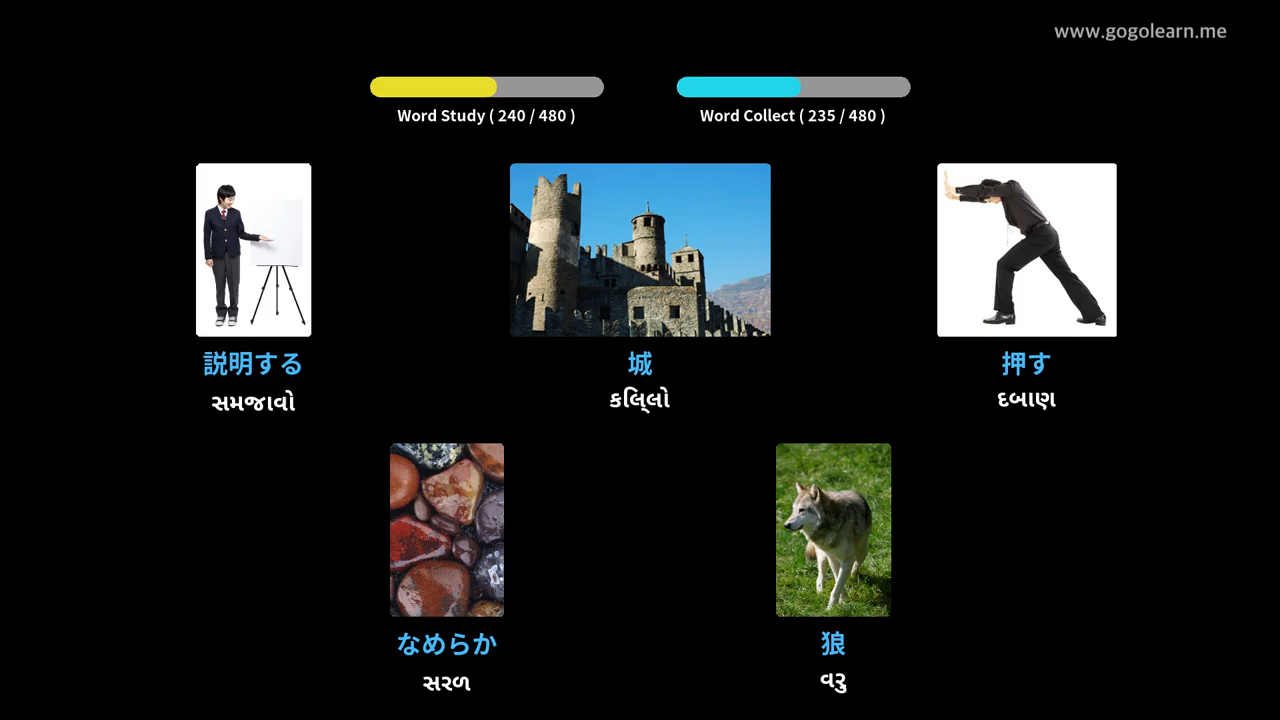 www.gogolearn.me
Word Study ( 240 / 480 )
Word Collect ( 235 / 480 )
説明する
સમજાવો
城
કલ્લિો
押す
દબાણ
なめらか
સરળ
狼
વરુ